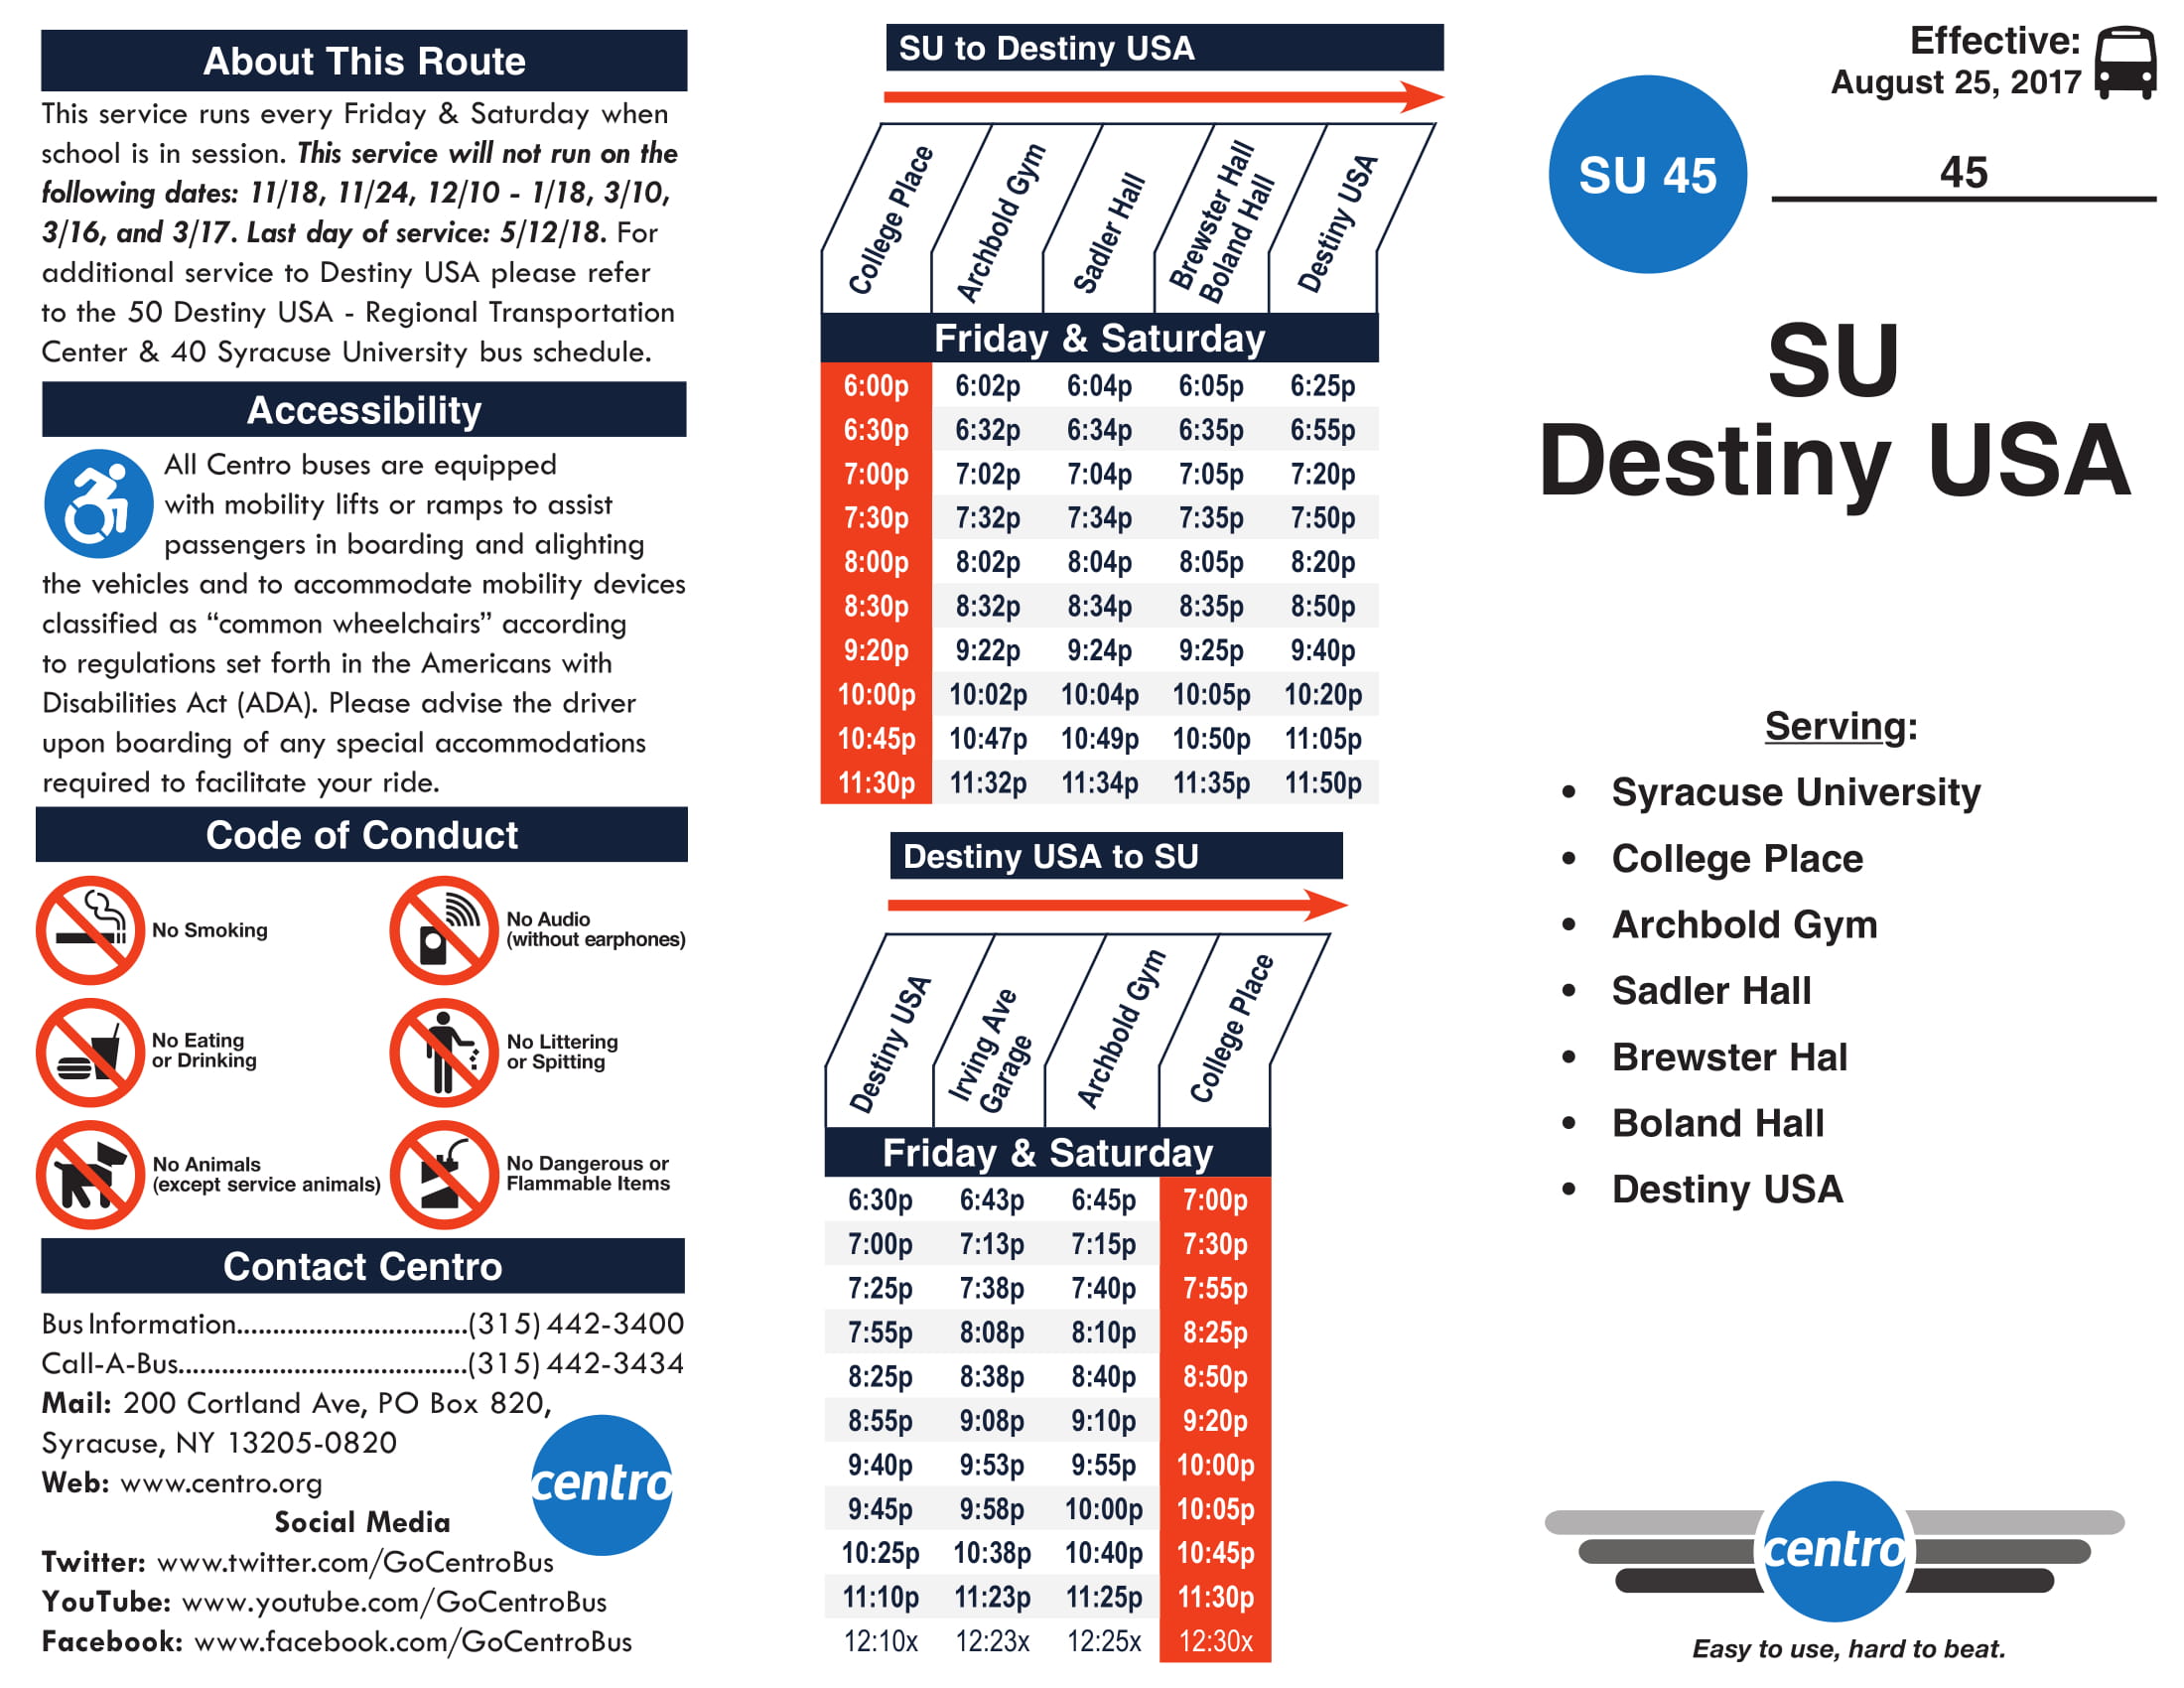 About This Route
This service runs every Friday & Saturday when
school is in session. This service will not run on the
following dates: 11/18, 11/24, 12/10 - 1/18, 3/10,
3/16, and 3/17. Last day of service: 5/12/18. For
additional service to Destiny USA please refer
to the 50 Destiny USA - Regional Transportation
Center & 40 Syracuse University bus schedule.
Accessibility
All Centro buses are equipped
with mobility lifts or ramps to assist
passengers in boarding and alighting
the vehicles and to accommodate mobility devices
classified as “common wheelchairs” according
to regulations set forth in the Americans with
Disabilities Act (ADA). Please advise the driver
upon boarding of any special accommodations
required to facilitate your ride.
Code of Conduct
No Smoking
No Audio
(without earphones)
No Eating
or Drinking
No Littering
or Spitting
No Animals
(except service animals)
No Dangerous or
Flammable Items
Contact Centro
Bus Information................................(315) 442-3400
Call-A-Bus........................................(315) 442-3434
Mail: 200 Cortland Ave, PO Box 820,
Syracuse, NY 13205-0820
Web: www.centro.org
centro
Social Media
Twitter: www.twitter.com/GoCentroBus
YouTube: www.youtube.com/GoCentroBus
Facebook: www.facebook.com/GoCentroBus
SU to Destiny USA
College Place
Archbold Gym
Sadler Hall
Brewster Hall
Boland Hall
Destiny USA
Friday & Saturday
6:00p 6:02p 6:04p 6:05p 6:25p
6:30p 6:32p 6:34p 6:35p 6:55p
7:00p 7:02p 7:04p 7:05p 7:20p
7:30p 7:32p 7:34p 7:35p 7:50p
8:00p 8:02p 8:04p 8:05p 8:20p
8:30p 8:32p 8:34p 8:35p 8:50p
9:20p 9:22p 9:24p 9:25p 9:40p
10:00p 10:02p 10:04p 10:05p 10:20p
10:45p 10:47p 10:49p 10:50p 11:05p
11:30p 11:32p 11:34p 11:35p 11:50p
Destiny USA to SU
Destiny USA
Irving Ave
Garage
Archbold Gym
College Place
Friday & Saturday
6:30p 6:43p 6:45p 7:00p
7:00p 7:13p 7:15p 7:30p
7:25p 7:38p 7:40p 7:55p
7:55p 8:08p 8:10p 8:25p
8:25p 8:38p 8:40p 8:50p
8:55p 9:08p 9:10p 9:20p
9:40p 9:53p 9:55p 10:00p
9:45p 9:58p 10:00p 10:05p
10:25p 10:38p 10:40p 10:45p
11:10p 11:23p 11:25p 11:30p
12:10x 12:23x 12:25x 12:30x
Effective:
August 25, 2017
SU 45
45
SU
Destiny USA
Serving:
• Syracuse University
• College Place
• Archbold Gym
• Sadler Hall
• Brewster Hal
• Boland Hall
• Destiny USA
centro
Easy to use, hard to beat.